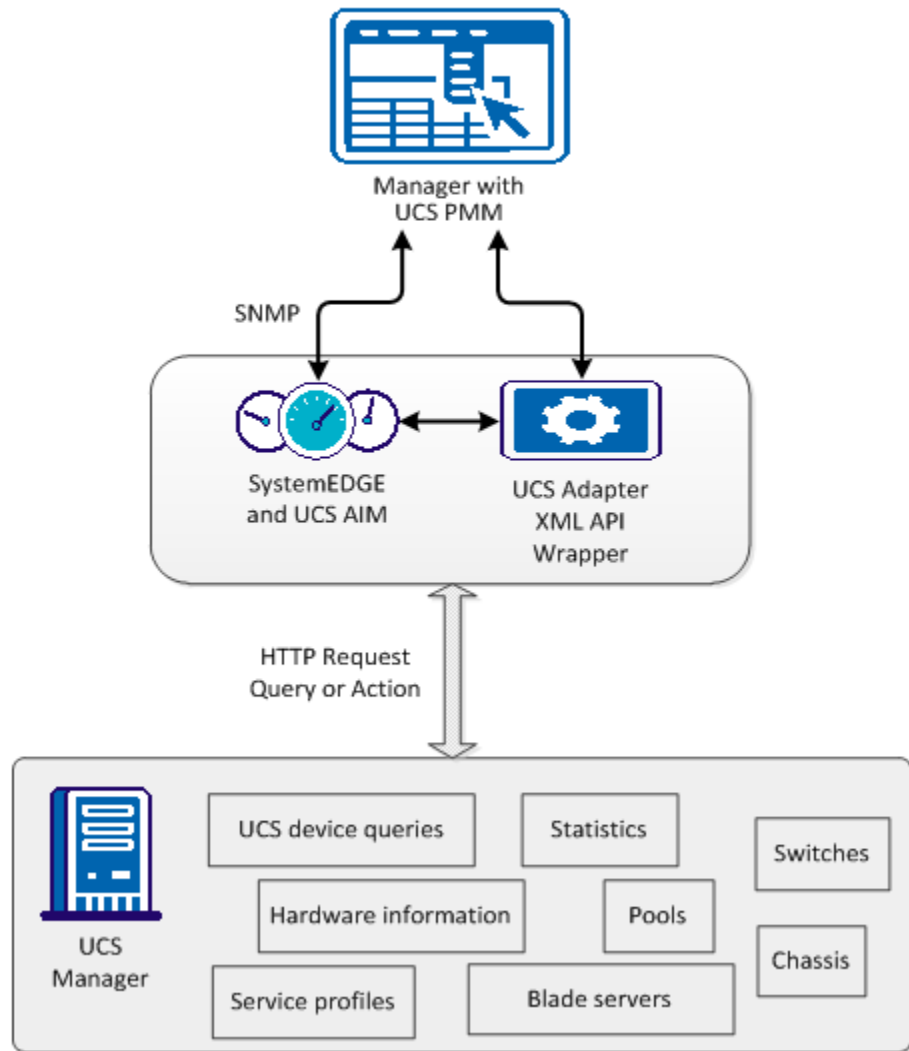 Manager with
UCS PMM
SNMP
SystemEDGE
and UCS AIM
UCS Adapter
XML API
Wrapper
HTTP Request
Query or Action
UCS device queries
Statistics
Switches
Hardware information
Pools
UCS
Manager
Chassis
Service profiles
Blade servers